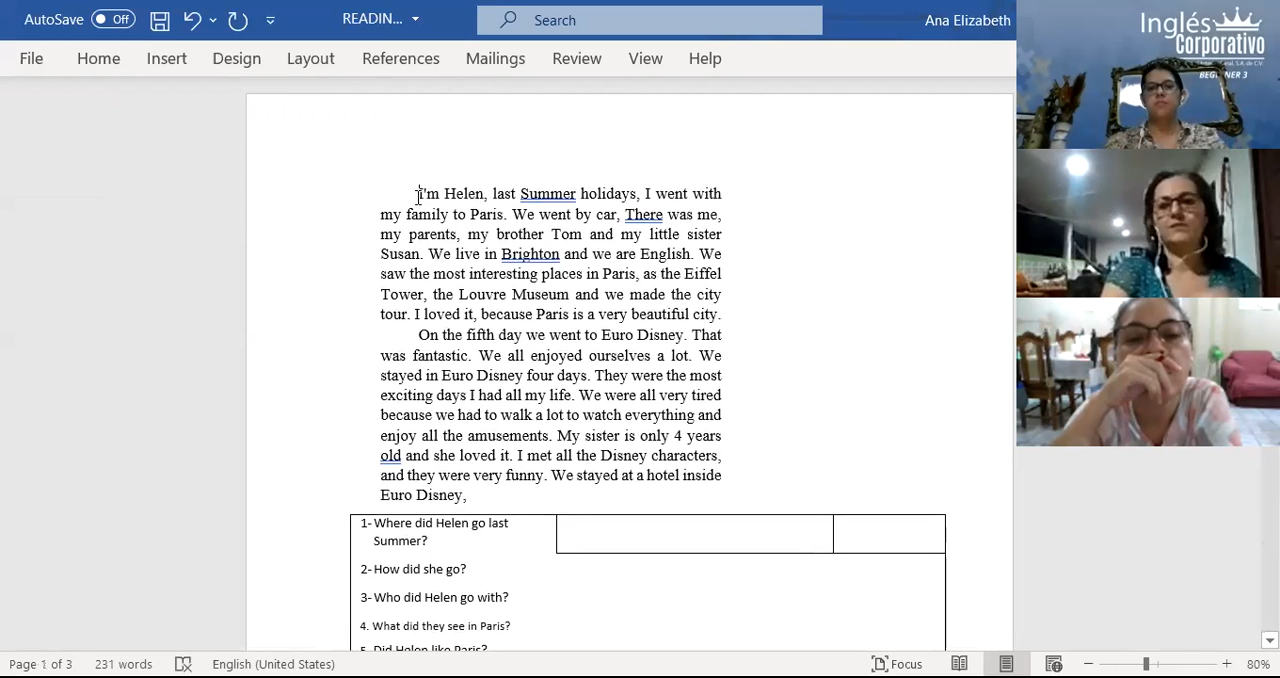 AutoSave Off READIN... Search Ana Elizabeth
File Home Insert Design Layout References Mailings Review View Help
Inglés
Corporativo
BEGINNER 3
I'm Helen, last Summer holidays, I went with
my family to Paris. We went by car, There was me,
my parents, my brother Tom and my little sister
Susan. We live in Brighton and we are English. We
saw the most interesting places in Paris, as the Eiffel
Tower, the Louvre Museum and we made the city
tour. I loved it, because Paris is a very beautiful city.
On the fifth day we went to Euro Disney. That
was fantastic. We all enjoyed ourselves a lot. We
stayed in Euro Disney four days. They were the most
exciting days I had all my life. We were all very tired
because we had to walk a lot to watch everything and
enjoy all the amusements. My sister is only 4 years
old and she loved it. I met all the Disney characters,
and they were very funny. We stayed at a hotel inside
Euro Disney,
1- Where did Helen go last
Summer?
2- How did she go?
3- Who did Helen go with?
4. What did they see in Paris?
5. Did Helen like Paris?
Page 1 of 3 231 words English (United States) Focus 80%